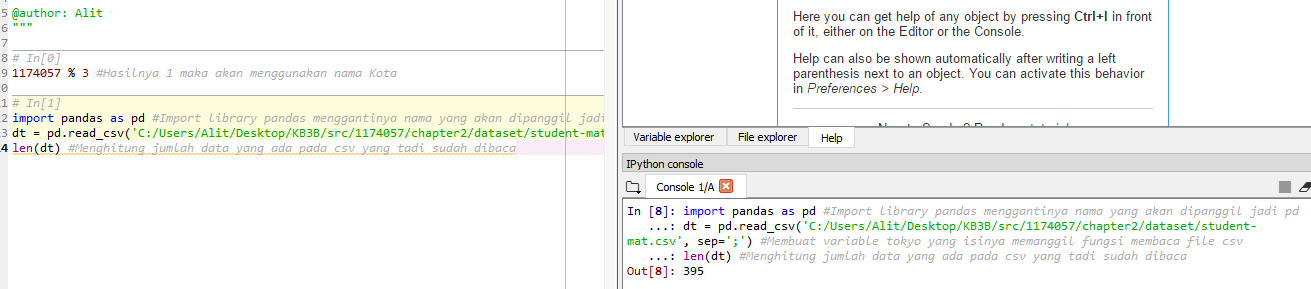 5 @author: Alit
6 """
7
8 # In[0]
9 1174057 % 3 #Hasilnya 1 maka akan menggunakan nama Kota
0
1 # In[1]
2 import pandas as pd #Import library pandas menggantinya nama yang akan dipanggil jadi
3 dt = pd.read_csv('C:/Users/Alit/Desktop/KB3B/src/1174057/chapter2/dataset/student-mat
4 len(dt) #Menghitung jumlah data yang ada pada csv yang tadi sudah dibaca
Here you can get help of any object by pressing Ctrl+I in front
of it, either on the Editor or the Console.
Help can also be shown automatically after writing a left
parenthesis next to an object. You can activate this behavior
in Preferences > Help.
Variable explorer File explorer Help
IPython console
Console 1/A
In [8]: import pandas as pd #Import library pandas menggantinya nama yang akan dipanggil jadi pd
...: dt = pd.read_csv('C:/Users/Alit/Desktop/KB3B/src/1174057/chapter2/dataset/student-
mat.csv', sep=';') #Membuat variable tokyo yang isinya memanggil fungsi membaca file csv
...: len(dt) #Menghitung jumlah data yang ada pada csv yang tadi sudah dibaca
Out[8]: 395